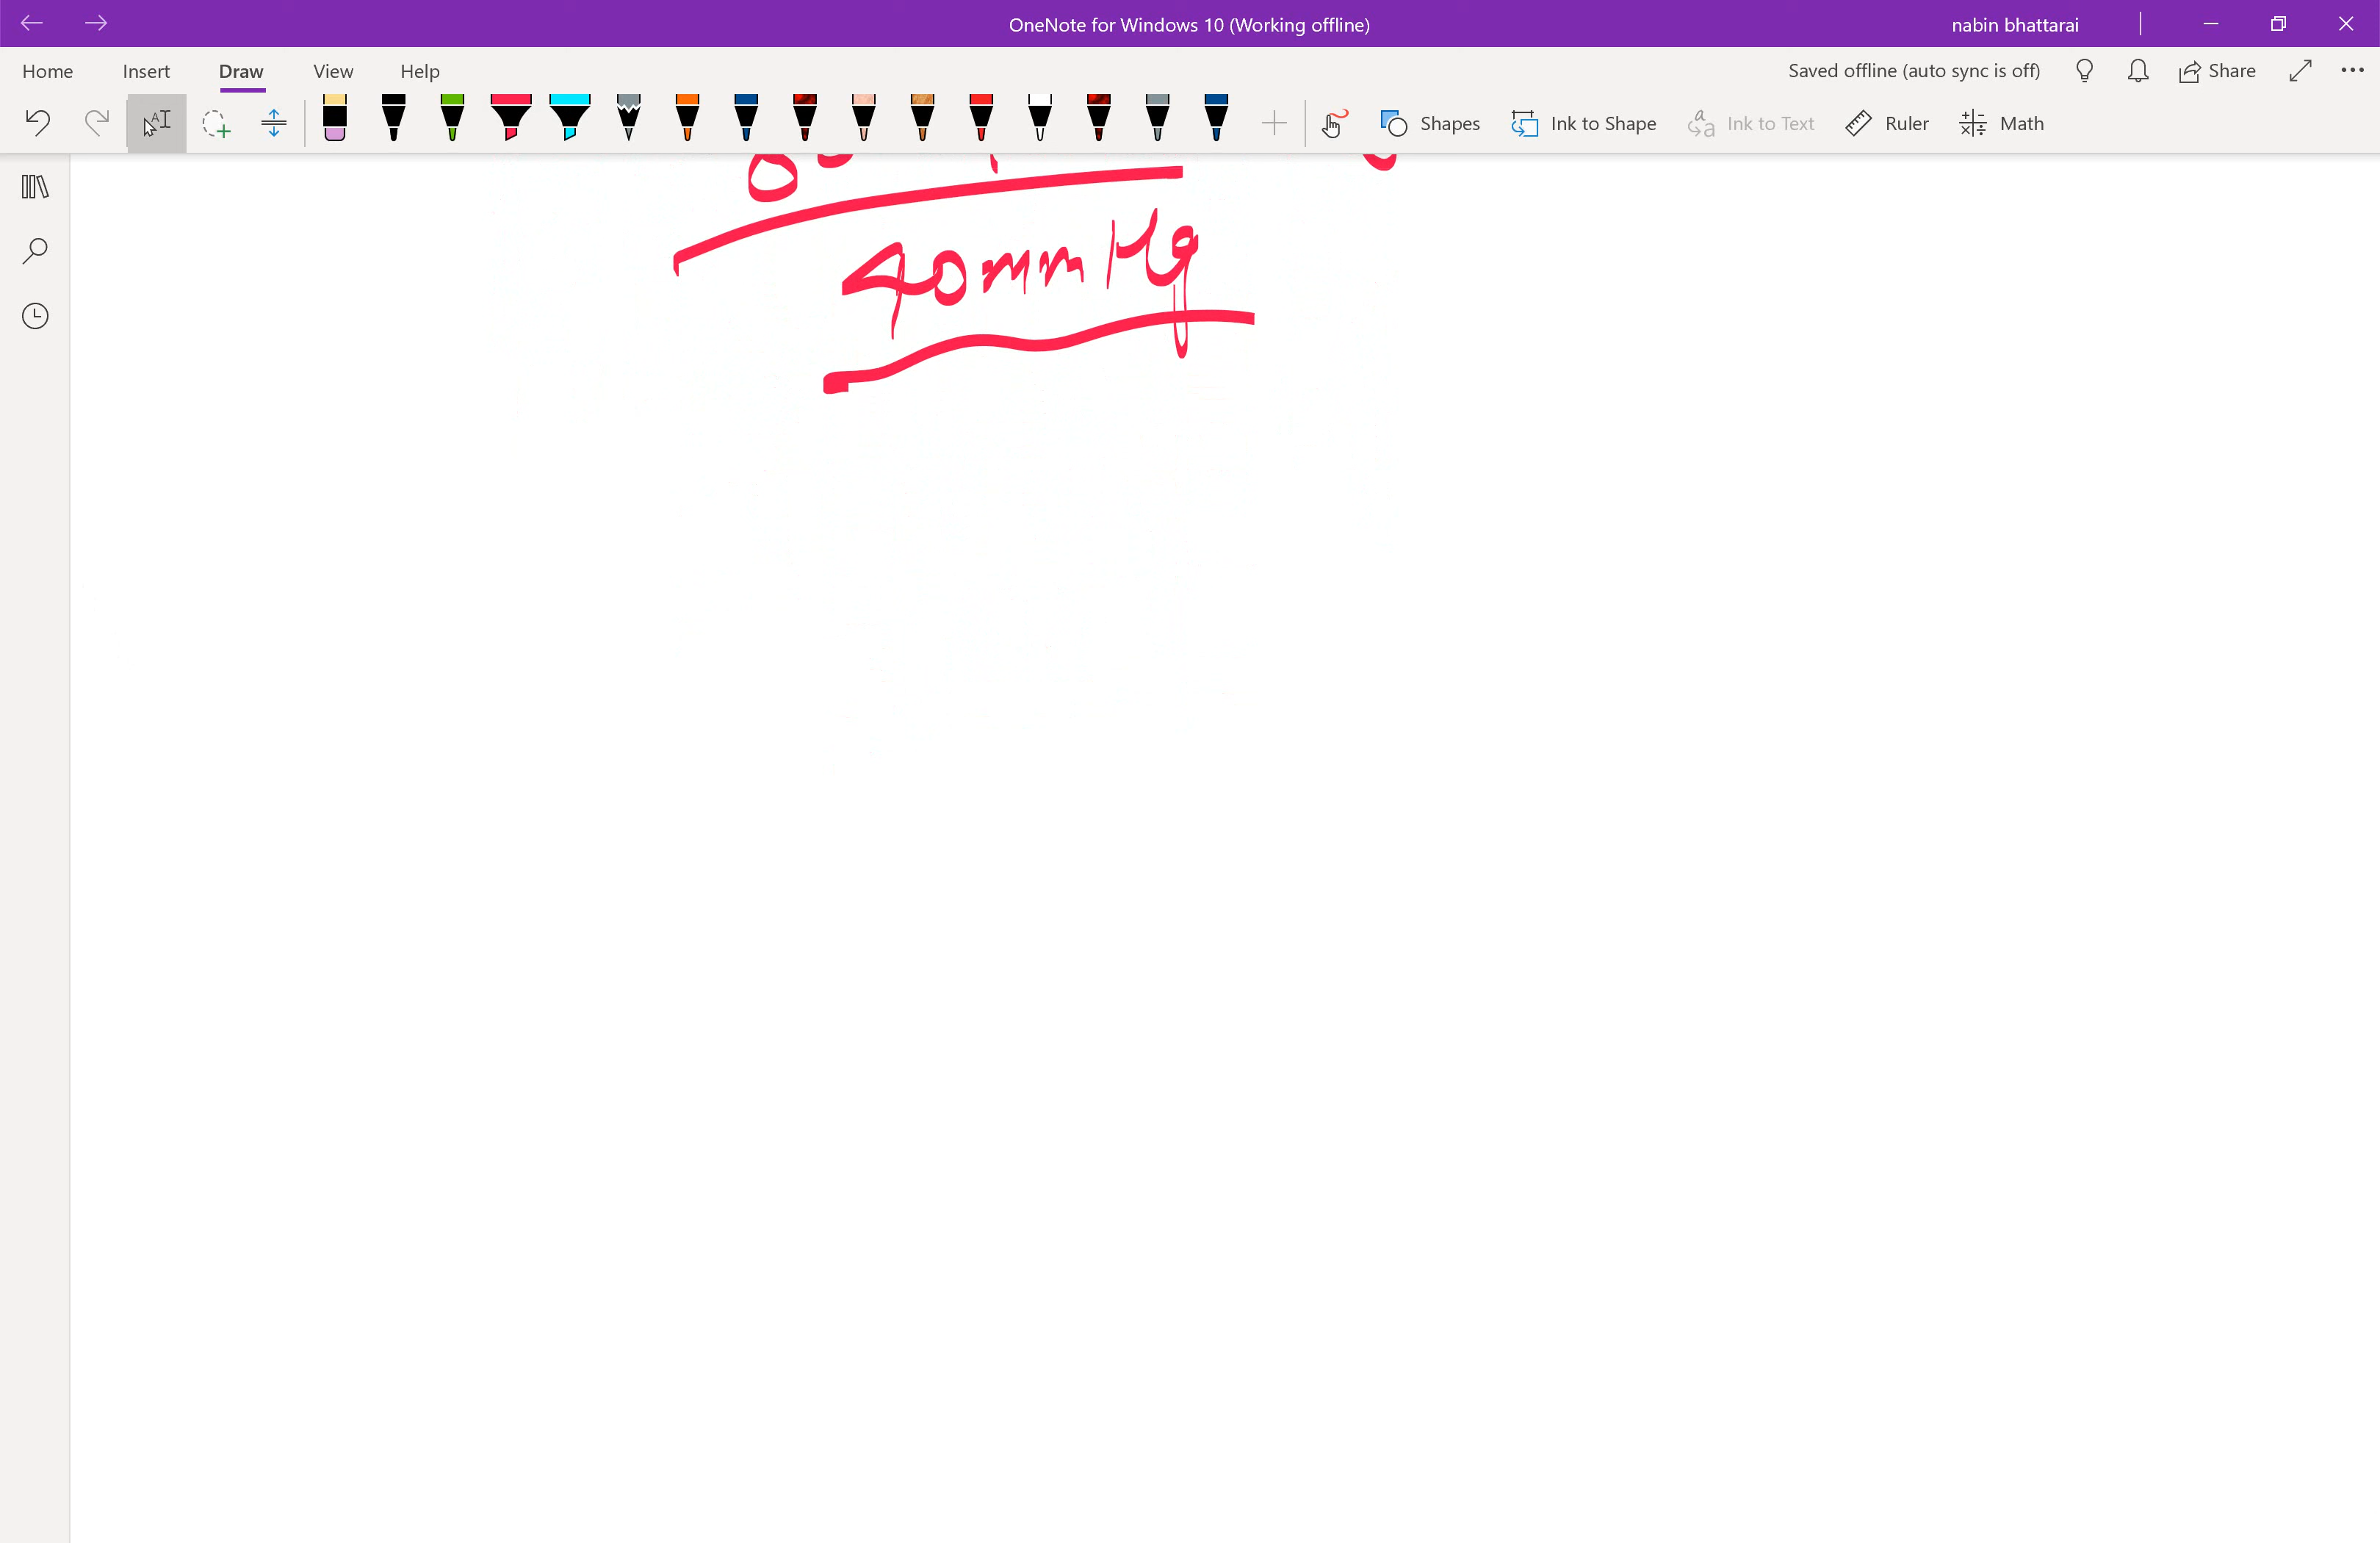 OneNote for Windows 10 (Working offline)
nabin bhattarai
Home Insert Draw View Help
Saved offline (auto sync is off)
Share
Shapes
Ink to Shape
Ink to Text
Ruler
Math
40mmHg